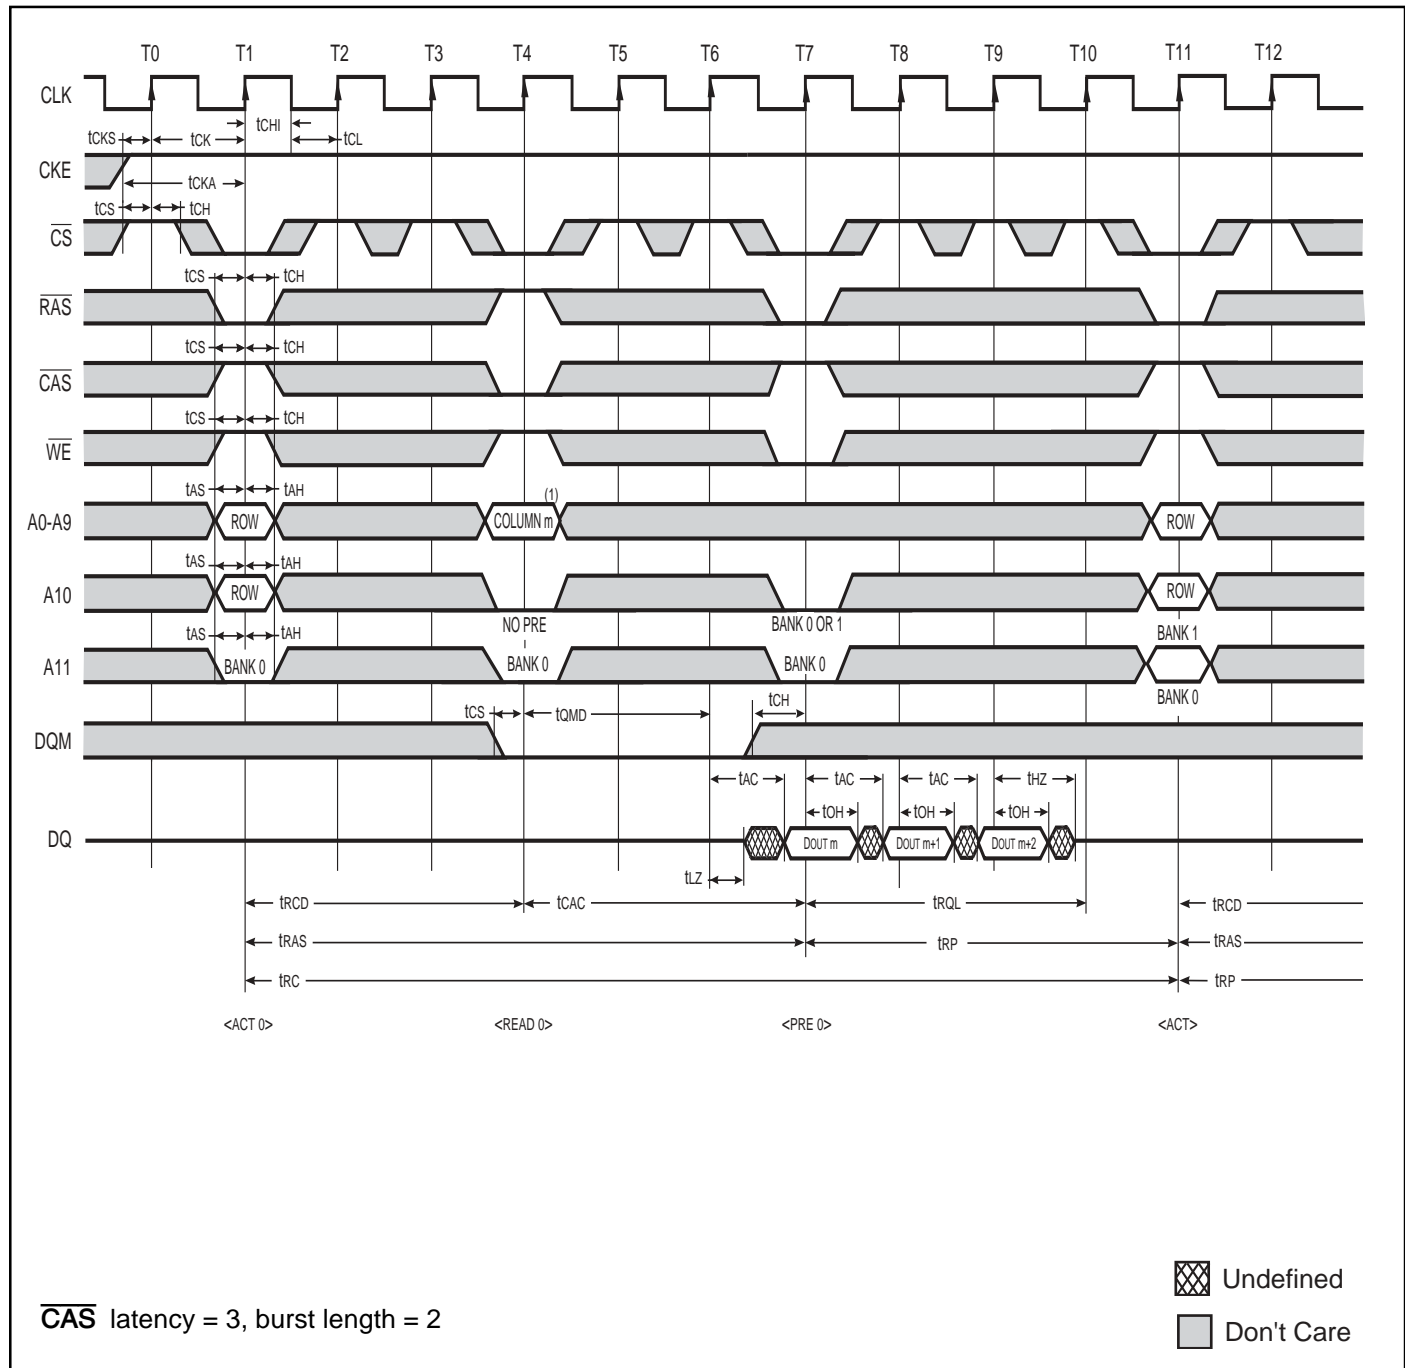 T0 T1 T2 T3 T4 T5 T6 T7 T8 T9 T10 T11 T12
CLK
tCHI
tCKS tCK tCL
CKE
tCKA
tCS tCH
CS
tCS tCH
RAS
tCS tCH
CAS
tCS tCH
WE
tAS tAH (1)
A0-A9 ROW COLUMN m ROW
tAS tAH
A10 ROW ROW
NO PRE BANK 0 OR 1
tAS tAH BANK 1
A11 BANK 0 BANK 0 BANK 0
BANK 0
tCH
tCS tQMD
DQM
tAC tAC tAC tHZ
tOH tOH tOH
DQ DOUT m DOUT m+1 DOUT m+2
tLZ
tRCD tCAC tRQL tRCD
tRAS tRP tRAS
tRC tRP
<ACT 0> <READ 0> <PRE 0> <ACT>
Undefined
CAS latency = 3, burst length = 2
Don't Care